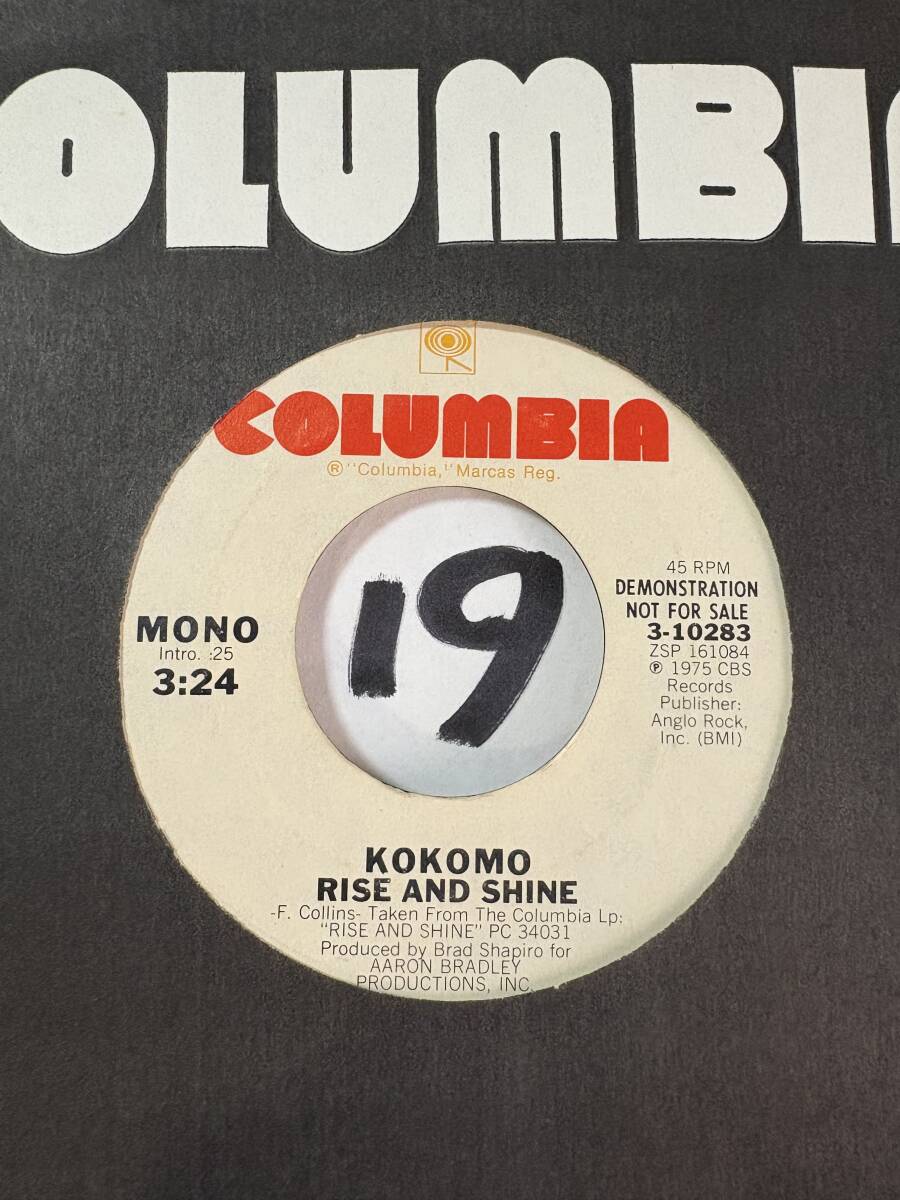 COLUMBIA
COLUMBIA
® "Columbia," Marcas Reg.
MONO
Intro. :25
3:24
19
45 RPM
DEMONSTRATION
NOT FOR SALE
3-10283
ZSP 161084
℗ 1975 CBS
Records
Publisher:
Anglo Rock,
Inc. (BMI)
KOKOMO
RISE AND SHINE
-F. Collins- Taken From The Columbia Lp:
"RISE AND SHINE" PC 34031
Produced by Brad Shapiro for
AARON BRADLEY
PRODUCTIONS, INC.